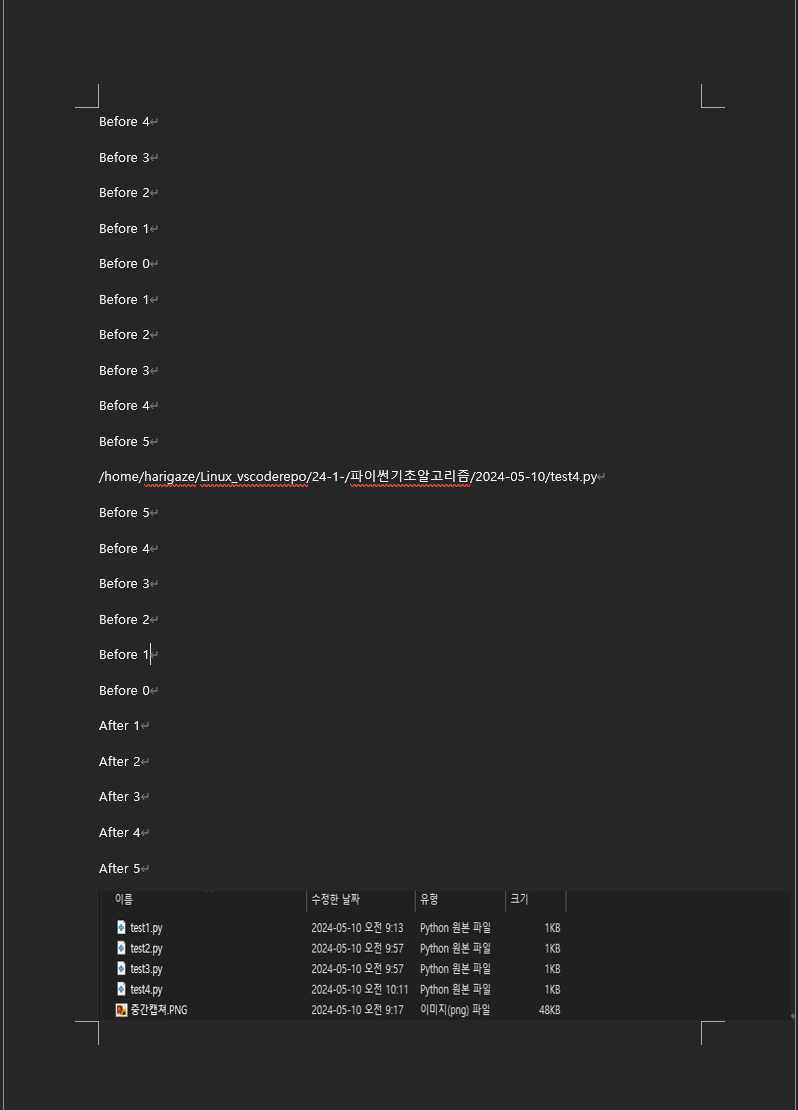 Before 4
Before 3
Before 2
Before 1
Before 0
Before 1
Before 2
Before 3
Before 4
Before 5
/home/harigaze/Linux_vscoderepo/24-1-/파이썬기초알고리즘/2024-05-10/test4.py
Before 5
Before 4
Before 3
Before 2
Before 1
Before 0
After 1
After 2
After 3
After 4
After 5
이름 수정한 날짜 유형 크기
test1.py 2024-05-10 오전 9:13 Python 원본 파일 1KB
test2.py 2024-05-10 오전 9:57 Python 원본 파일 1KB
test3.py 2024-05-10 오전 9:57 Python 원본 파일 1KB
test4.py 2024-05-10 오전 10:11 Python 원본 파일 1KB
중간캡져.PNG 2024-05-10 오전 9:17 이미지(png) 파일 48KB